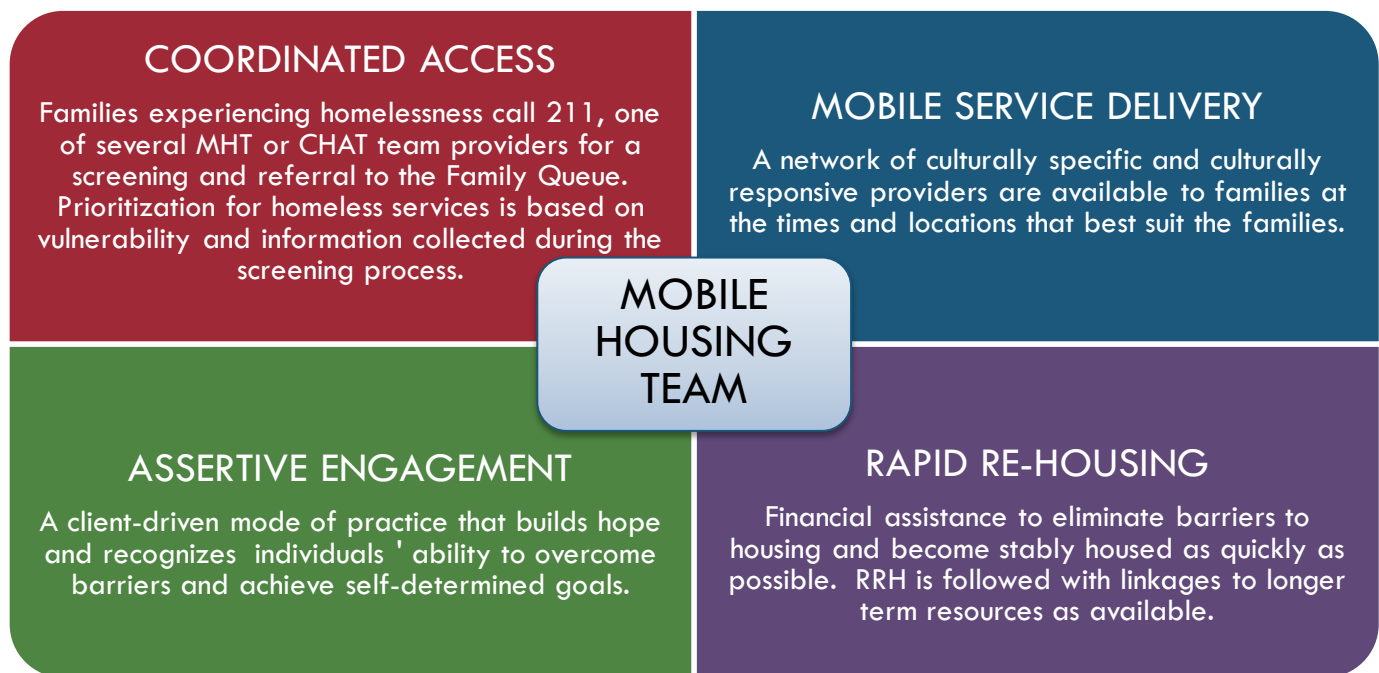 COORDINATED ACCESS
Families experiencing homelessness call 211, one
of several MHT or CHAT team providers for a
screening and referral to the Family Queue.
Prioritization for homeless services is based on
vulnerability and information collected during the
screening process.
MOBILE SERVICE DELIVERY
A network of culturally specific and culturally
responsive providers are available to families at
the times and locations that best suit the families.
MOBILE
HOUSING
TEAM
ASSERTIVE ENGAGEMENT
A client-driven mode of practice that builds hope
and recognizes individuals ' ability to overcome
barriers and achieve self-determined goals.
RAPID RE-HOUSING
Financial assistance to eliminate barriers to
housing and become stably housed as quickly as
possible. RRH is followed with linkages to longer
term resources as available.